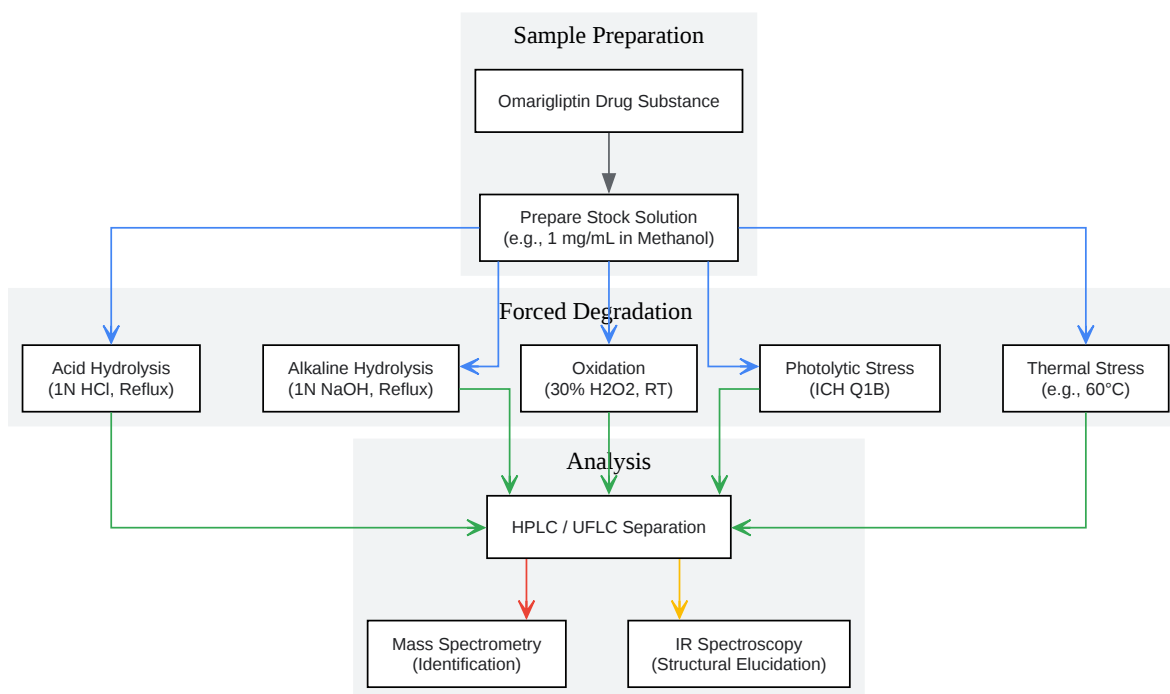 Sample Preparation
Omarigliptin Drug Substance
Prepare Stock Solution
(e.g., 1 mg/mL in Methanol)
Forced Degradation
Acid Hydrolysis
(1N HCl, Reflux)
Alkaline Hydrolysis
(1N NaOH, Reflux)
Oxidation
(30% H2O2, RT)
Photolytic Stress
(ICH Q1B)
Thermal Stress
(e.g., 60°C)
Analysis
HPLC / UFLC Separation
Mass Spectrometry
(Identification)
IR Spectroscopy
(Structural Elucidation)